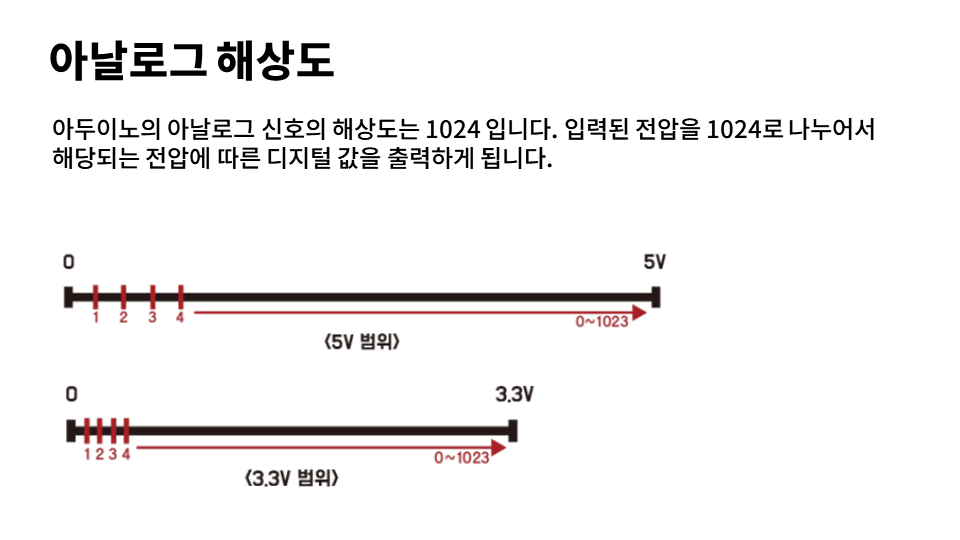 아날로그 해상도
아두이노의 아날로그 신호의 해상도는 1024 입니다. 입력된 전압을 1024로 나누어서
해당되는 전압에 따른 디지털 값을 출력하게 됩니다.
0 5V
1 2 3 4 0~1023
<5V 범위>
0 3.3V
1 2 3 4 0~1023
<3.3V 범위>